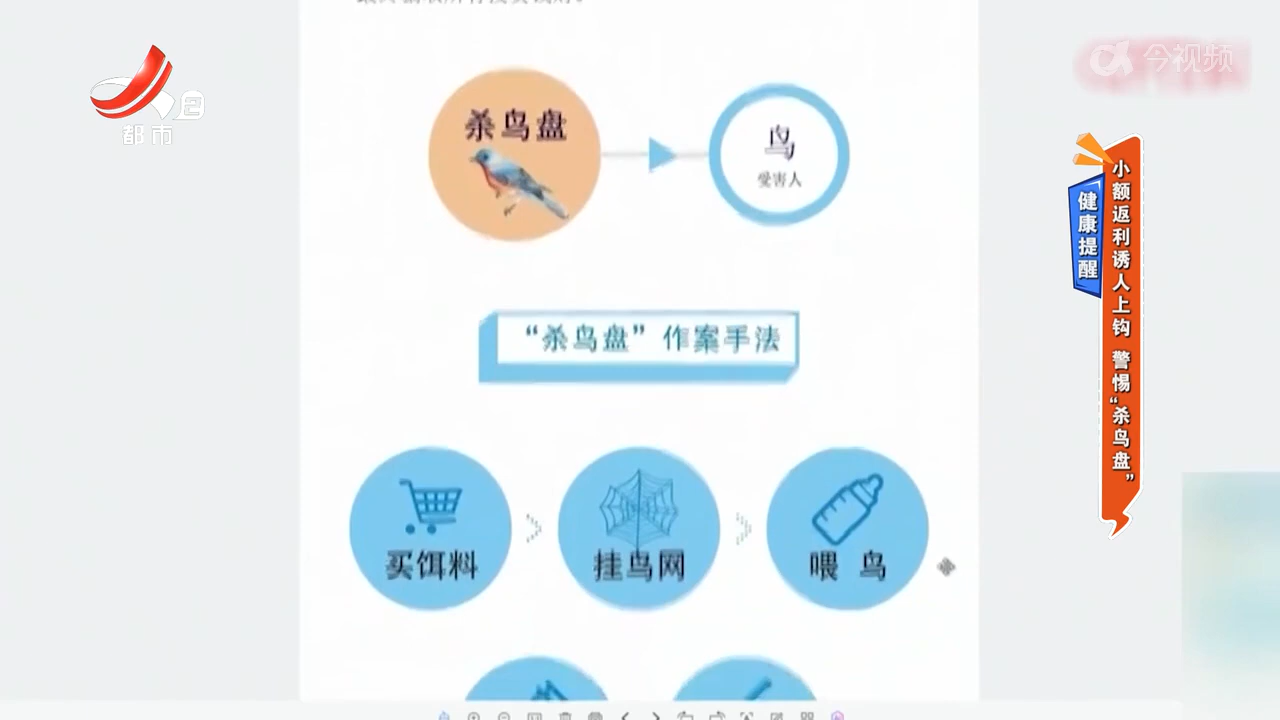 都市
今视频
小额返利诱人上钩 警惕“杀鸟盘”
健康提醒
杀鸟盘
鸟
受害人
“杀鸟盘”作案手法
买饵料
挂鸟网
喂 鸟